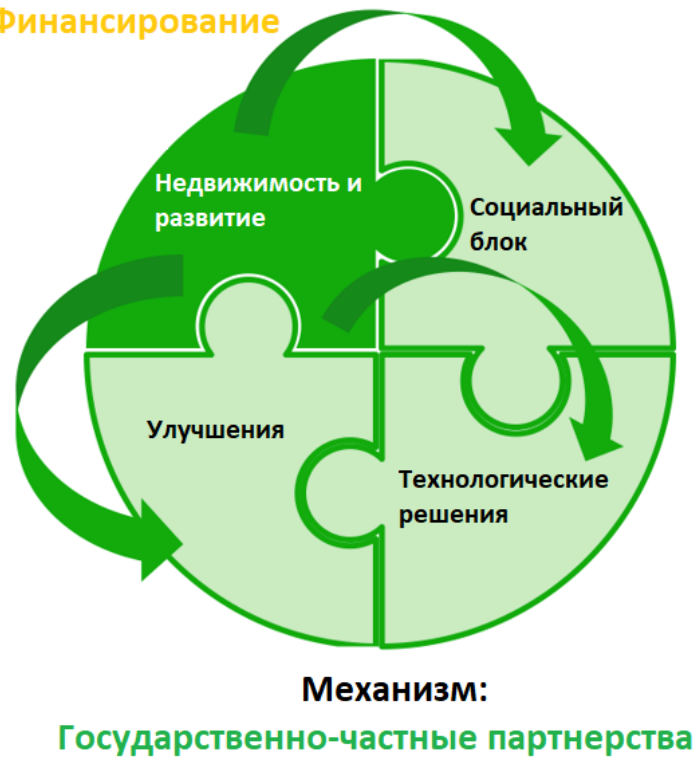 Финансирование
Недвижимость и
развитие
Социальный
блок
Улучшения
Технологические
решения
Механизм:
Государственно-частные партнерства